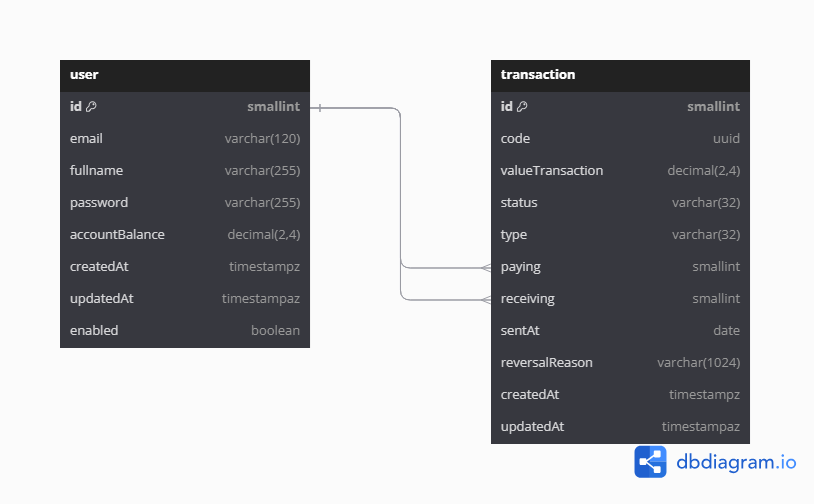 user
id smallint
email varchar(120)
fullname varchar(255)
password varchar(255)
accountBalance decimal(2,4)
createdAt timestampz
updatedAt timestampaz
enabled boolean
transaction
id smallint
code uuid
valueTransaction decimal(2,4)
status varchar(32)
type varchar(32)
paying smallint
receiving smallint
sentAt date
reversalReason varchar(1024)
createdAt timestampz
updatedAt timestampaz
dbdiagram.io